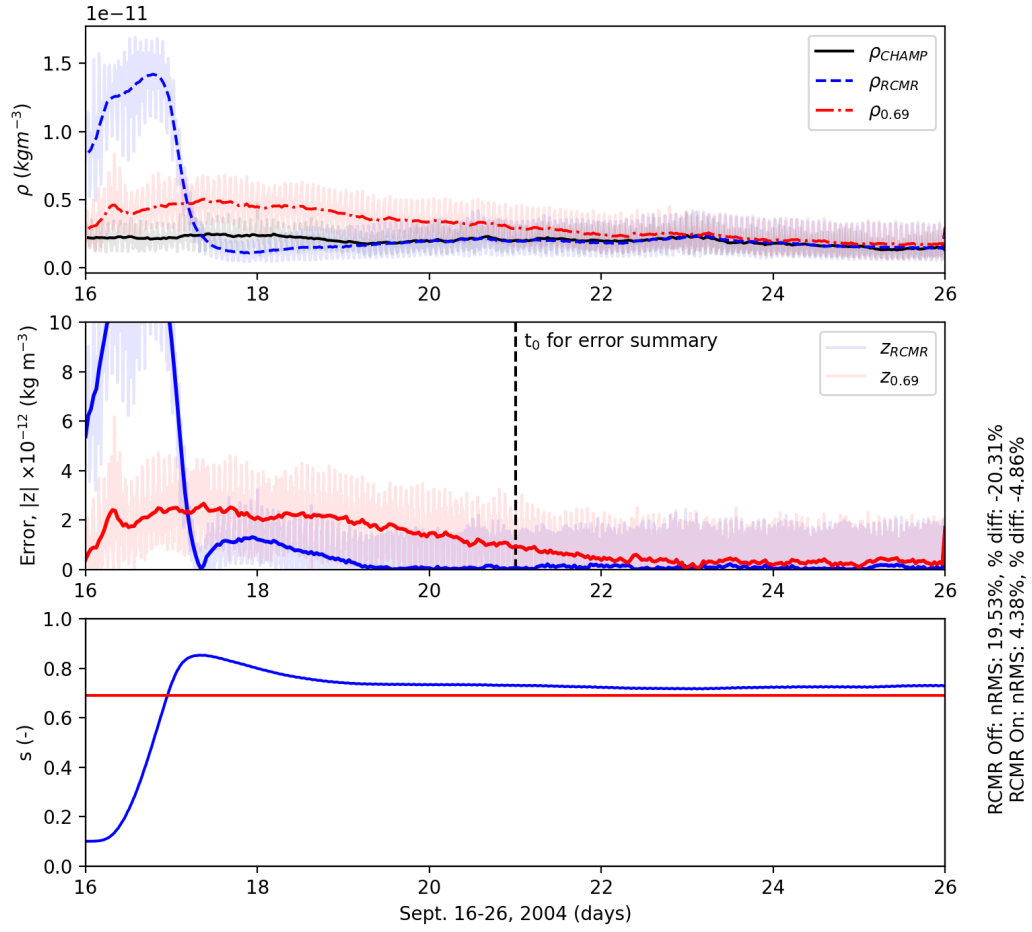 1e−11
1.5
1.0
0.5
0.0
ρ (kgm⁻³)
ρCHAMP
ρRCMR
ρ0.69
16 18 20 22 24 26
10
8
6
4
2
0
Error, |z| ×10⁻¹² (kg m⁻³)
t₀ for error summary
zRCMR
z0.69
16 18 20 22 24 26
1.0
0.8
0.6
0.4
0.2
0.0
s (-)
16 18 20 22 24 26
Sept. 16-26, 2004 (days)
RCMR Off: nRMS: 19.53%, % diff: -20.31%
RCMR On: nRMS: 4.38%, % diff: -4.86%